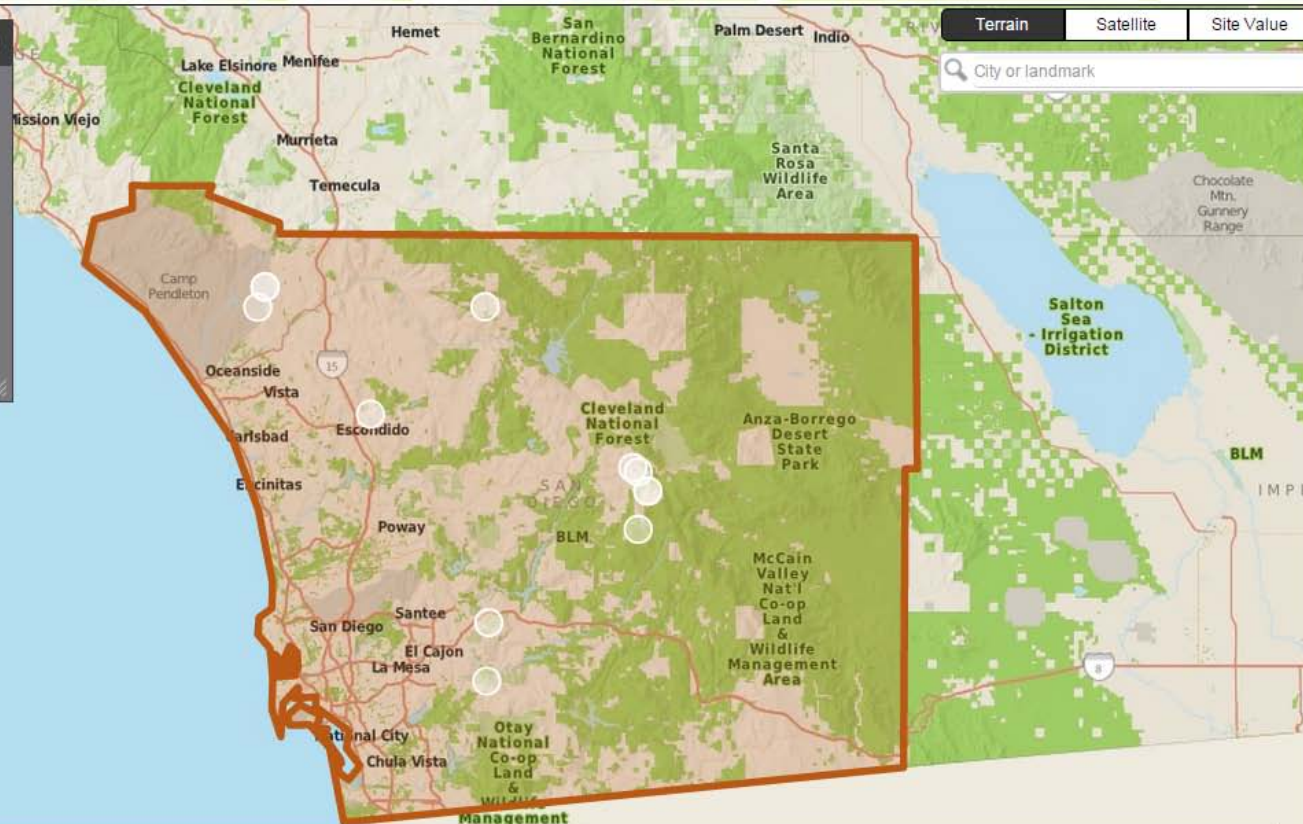 Terrain
Satellite
Site Value
City or landmark
Hemet
San
Bernardino
National
Forest
Palm Desert
Indio
Lake Elsinore
Menifee
Cleveland
National
Forest
Mission Viejo
Murrieta
Temecula
Santa
Rosa
Wildlife
Area
Chocolate
Mtn.
Gunnery
Range
Camp
Pendleton
Salton
Sea
- Irrigation
District
15
Oceanside
Vista
Carlsbad
Escondido
Cleveland
National
Forest
Anza-Borrego
Desert
State
Park
BLM
IMPE
Encinitas
SAN
DIEGO
Poway
BLM
McCain
Valley
Nat'l
Co-op
Land
&
Wildlife
Management
Area
Santee
San Diego
El Cajon
La Mesa
8
National City
Chula Vista
Otay
National
Co-op
Land
&
Wildlife
Management